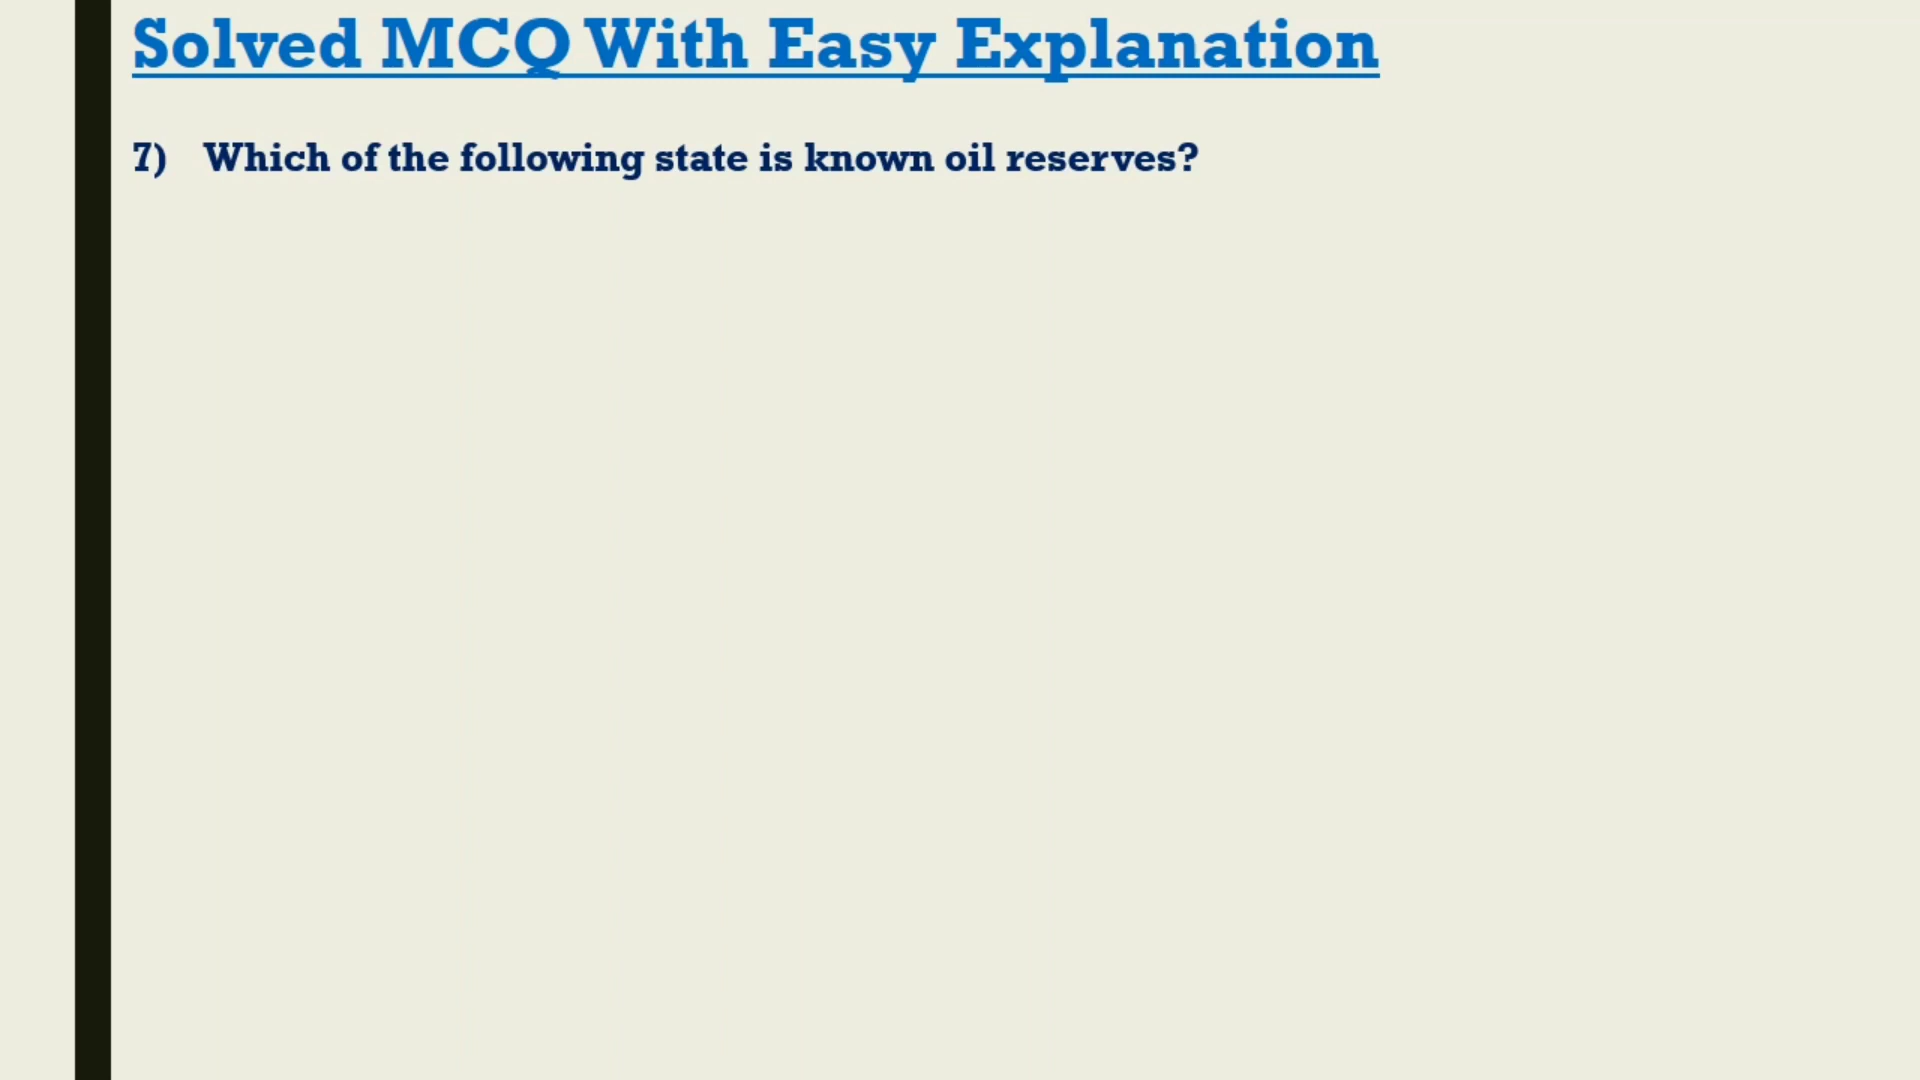 Solved MCQ With Easy Explanation
7) Which of the following state is known oil reserves?